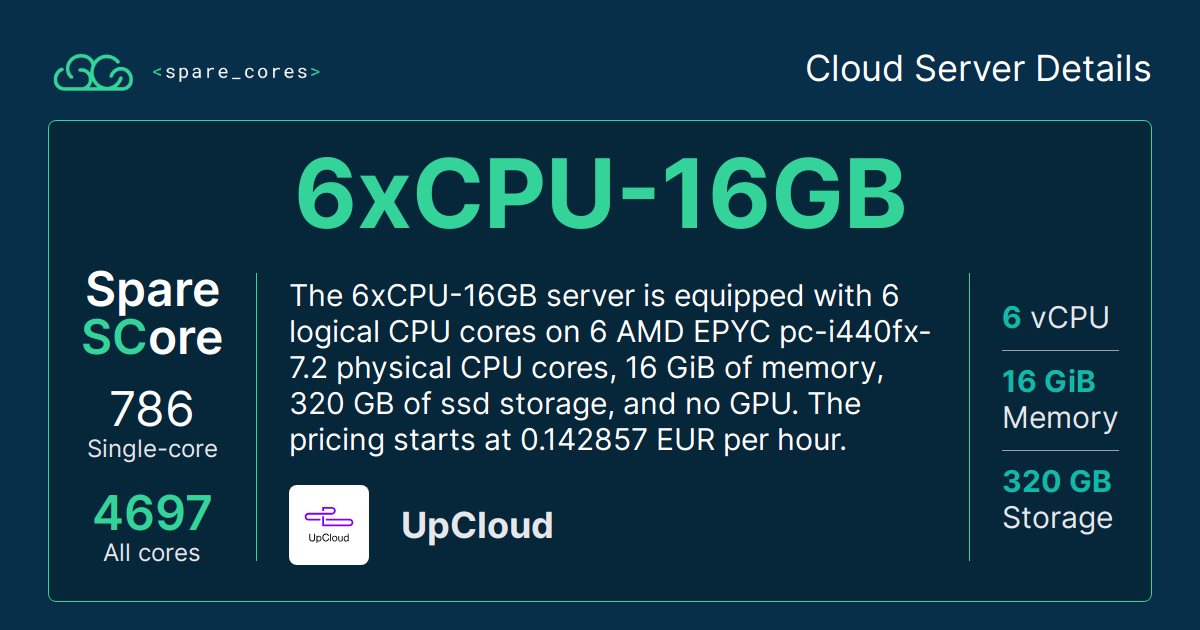 <spare_cores>
Cloud Server Details
6xCPU-16GB
Spare
SCore
786
Single-core
4697
All cores
The 6xCPU-16GB server is equipped with 6
logical CPU cores on 6 AMD EPYC pc-i440fx-
7.2 physical CPU cores, 16 GiB of memory,
320 GB of ssd storage, and no GPU. The
pricing starts at 0.142857 EUR per hour.
UpCloud
UpCloud
6 vCPU
16 GiB
Memory
320 GB
Storage